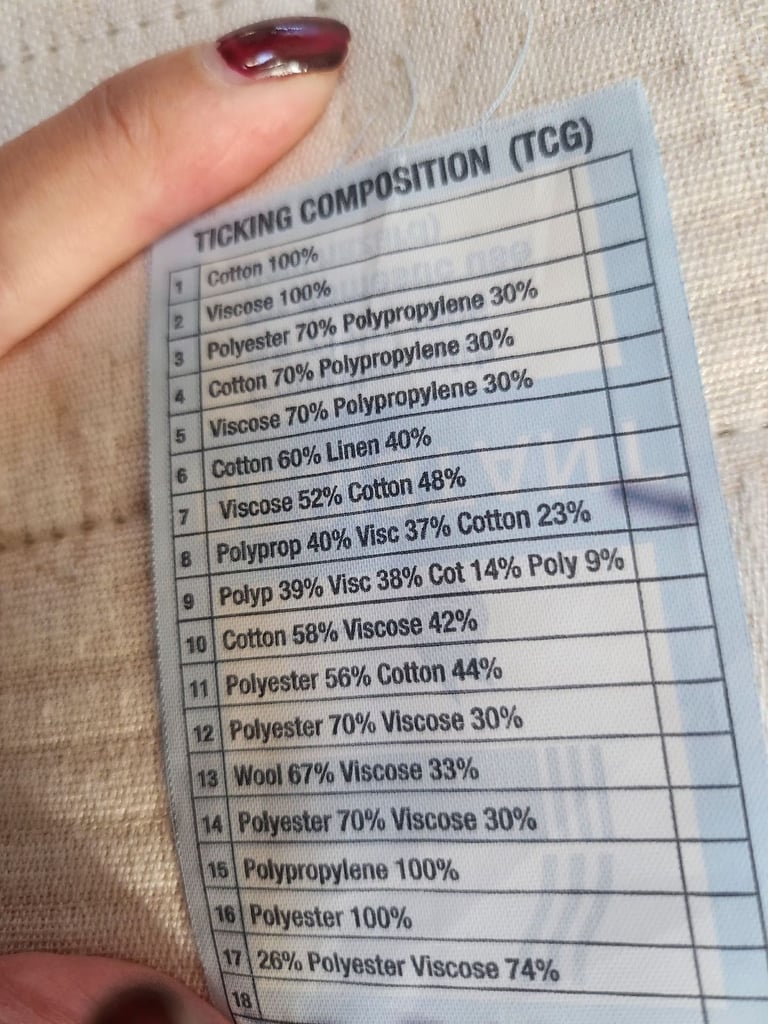 TICKING COMPOSITION (TCG)
1 Cotton 100%
2 Viscose 100%
3 Polyester 70% Polypropylene 30%
4 Cotton 70% Polypropylene 30%
5 Viscose 70% Polypropylene 30%
6 Cotton 60% Linen 40%
7 Viscose 52% Cotton 48%
8 Polyprop 40% Visc 37% Cotton 23%
9 Polyp 39% Visc 38% Cot 14% Poly 9%
10 Cotton 58% Viscose 42%
11 Polyester 56% Cotton 44%
12 Polyester 70% Viscose 30%
13 Wool 67% Viscose 33%
14 Polyester 70% Viscose 30%
15 Polypropylene 100%
16 Polyester 100%
17 26% Polyester Viscose 74%
18